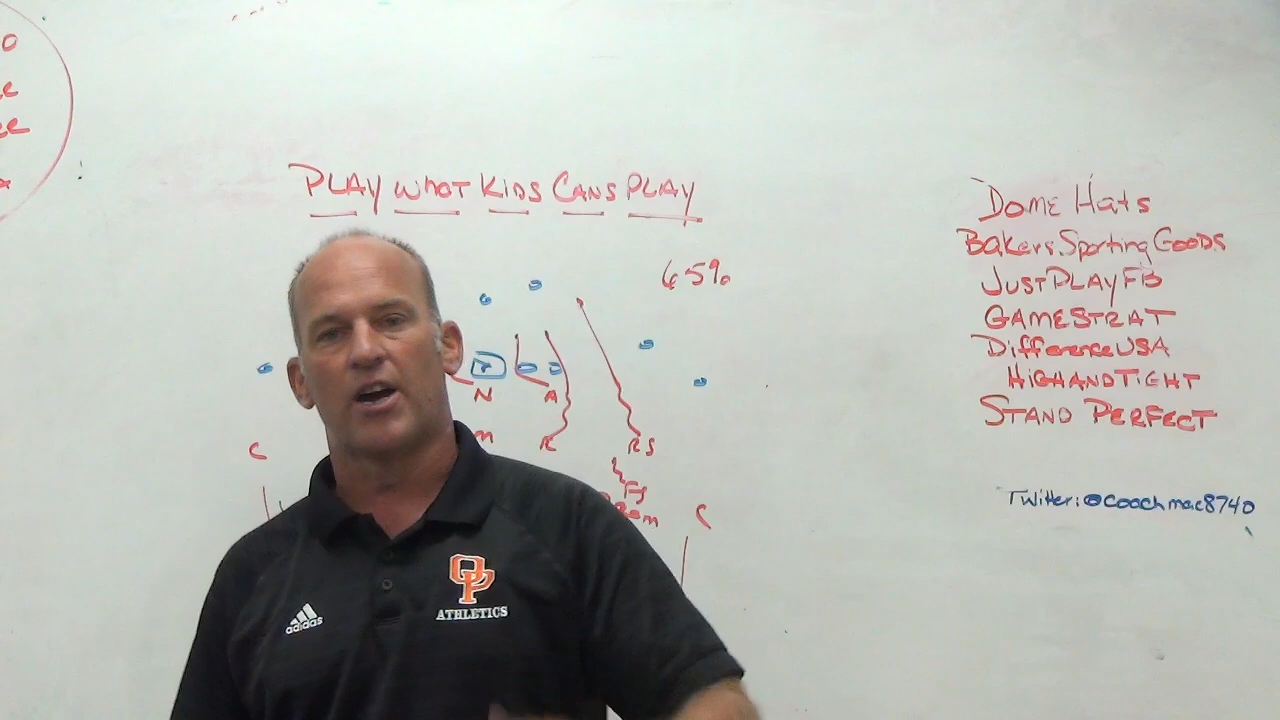 PLAY WHAT KIDS CANS PLAY
65%
Dome Hats
Bakers Sporting Goods
JUSTPLAYFB
GAMESTRAT
DifferenceUSA
HIGHANDTIGHT
STAND PERFECT
Twitter: @coachmac8740
N
A
m
R
RS
C
C
OP
ATHLETICS
adidas